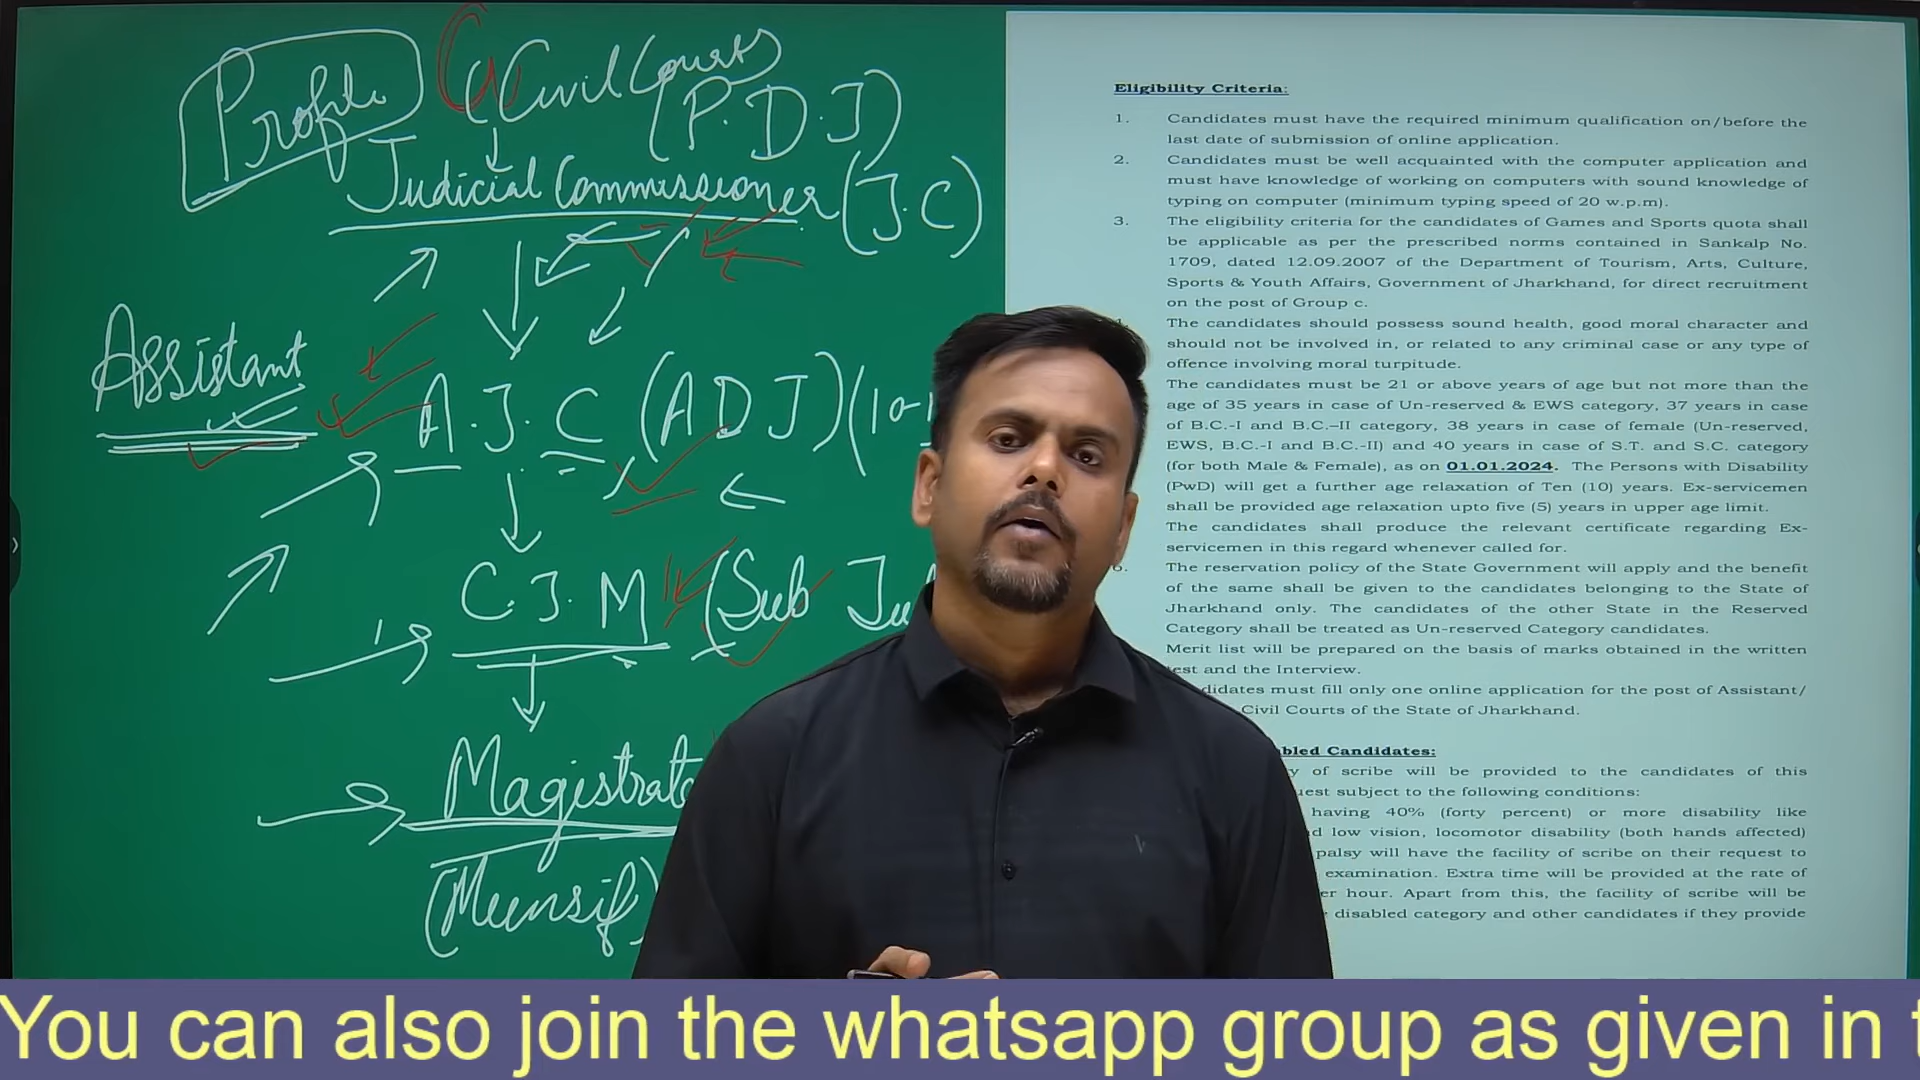 Profile
Civil Courts
(P.D.J)
Judicial Commissioner (J.C)
Assistant
A.J.C (ADJ) (10-
C.J.M (Sub Ju
Magistrate
(Munsif)
Eligibility Criteria:
1. Candidates must have the required minimum qualification on/before the
last date of submission of online application.
2. Candidates must be well acquainted with the computer application and
must have knowledge of working on computers with sound knowledge of
typing on computer (minimum typing speed of 20 w.p.m).
3. The eligibility criteria for the candidates of Games and Sports quota shall
be applicable as per the prescribed norms contained in Sankalp No.
1709, dated 12.09.2007 of the Department of Tourism, Arts, Culture,
Sports & Youth Affairs, Government of Jharkhand, for direct recruitment
on the post of Group c.
The candidates should possess sound health, good moral character and
should not be involved in, or related to any criminal case or any type of
offence involving moral turpitude.
The candidates must be 21 or above years of age but not more than the
age of 35 years in case of Un-reserved & EWS category, 37 years in case
of B.C.-I and B.C.–II category, 38 years in case of female (Un-reserved,
EWS, B.C.-I and B.C.-II) and 40 years in case of S.T. and S.C. category
(for both Male & Female), as on 01.01.2024. The Persons with Disability
(PwD) will get a further age relaxation of Ten (10) years. Ex-servicemen
shall be provided age relaxation upto five (5) years in upper age limit.
The candidates shall produce the relevant certificate regarding Ex-
servicemen in this regard whenever called for.
6. The reservation policy of the State Government will apply and the benefit
of the same shall be given to the candidates belonging to the State of
Jharkhand only. The candidates of the other State in the Reserved
Category shall be treated as Un-reserved Category candidates.
Merit list will be prepared on the basis of marks obtained in the written
test and the Interview.
didates must fill only one online application for the post of Assistant/
Civil Courts of the State of Jharkhand.
bled Candidates:
y of scribe will be provided to the candidates of this
uest subject to the following conditions:
having 40% (forty percent) or more disability like
d low vision, locomotor disability (both hands affected)
palsy will have the facility of scribe on their request to
examination. Extra time will be provided at the rate of
er hour. Apart from this, the facility of scribe will be
disabled category and other candidates if they provide
You can also join the whatsapp group as given in t